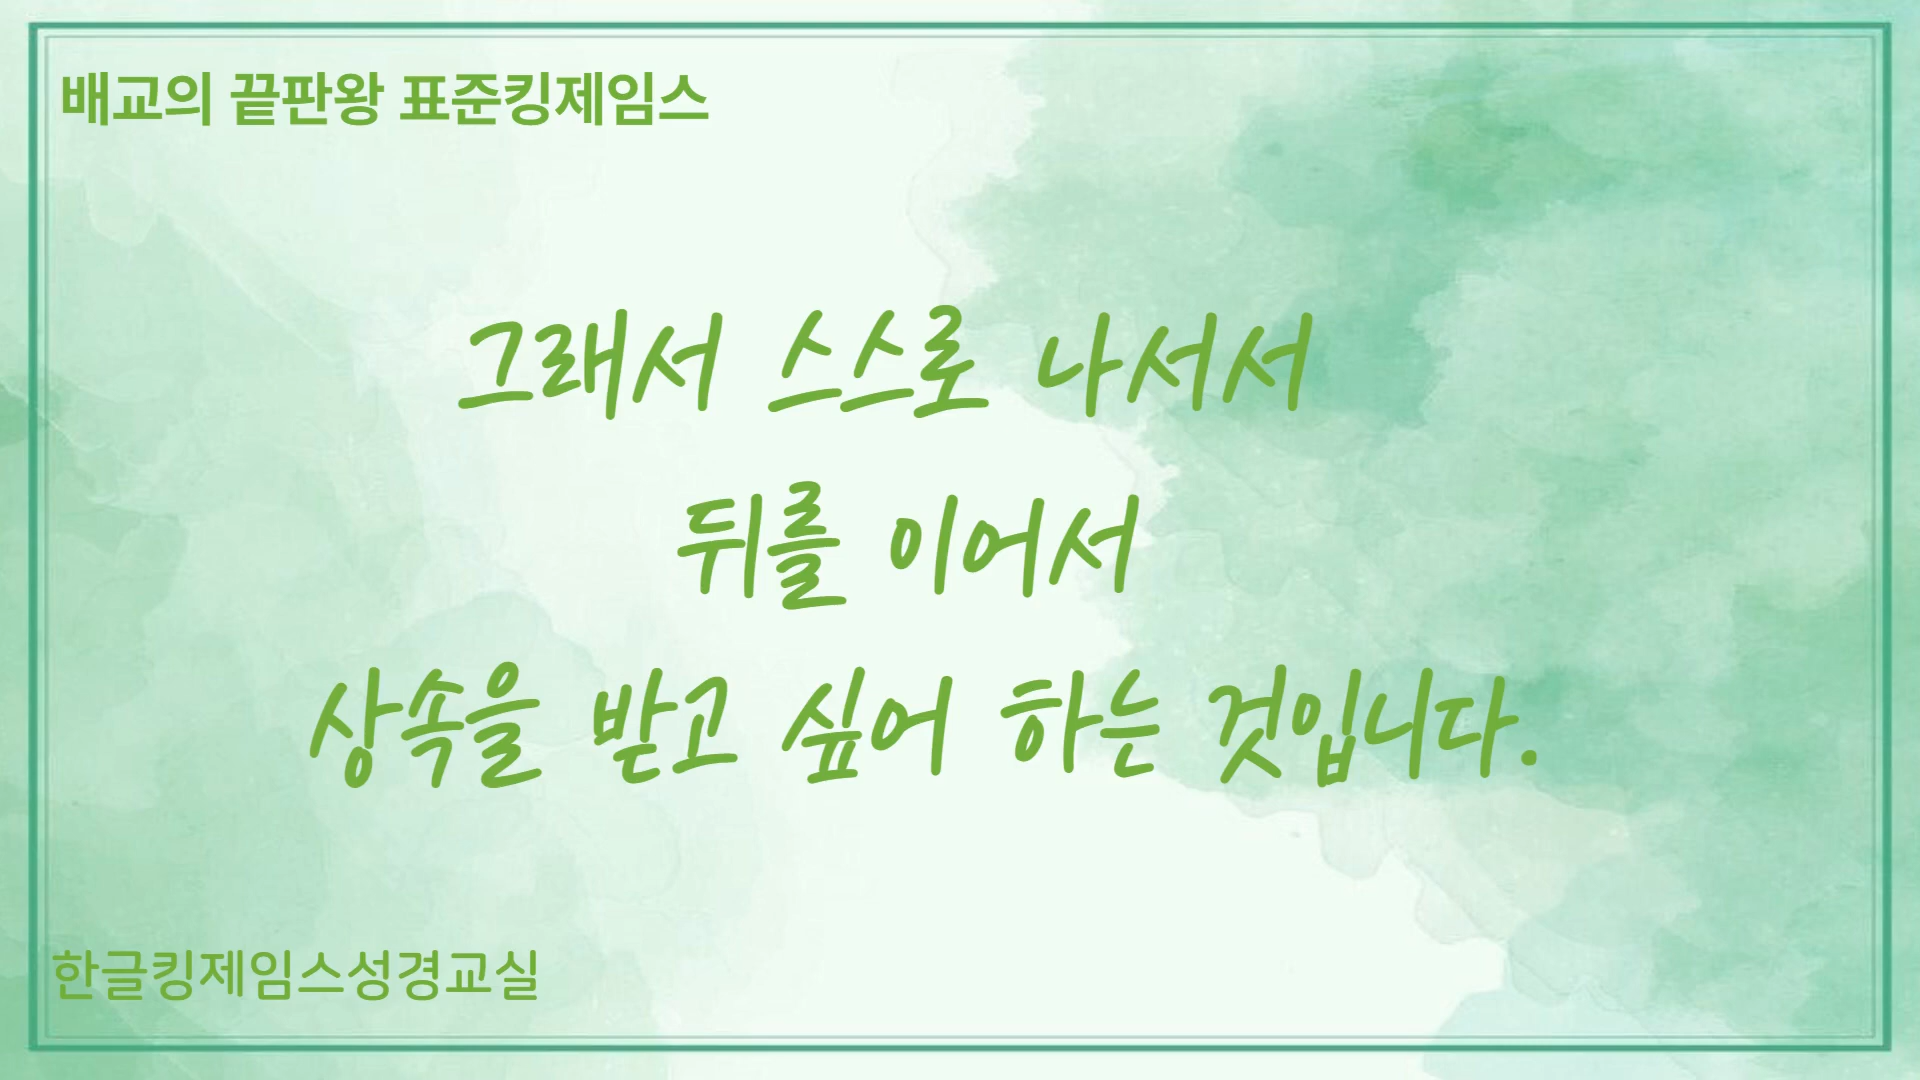 배교의 끝판왕 표준킹제임스
그래서 스스로 나서서
뒤를 이어서
상속을 받고 싶어 하는 것입니다.
한글킹제임스성경교실